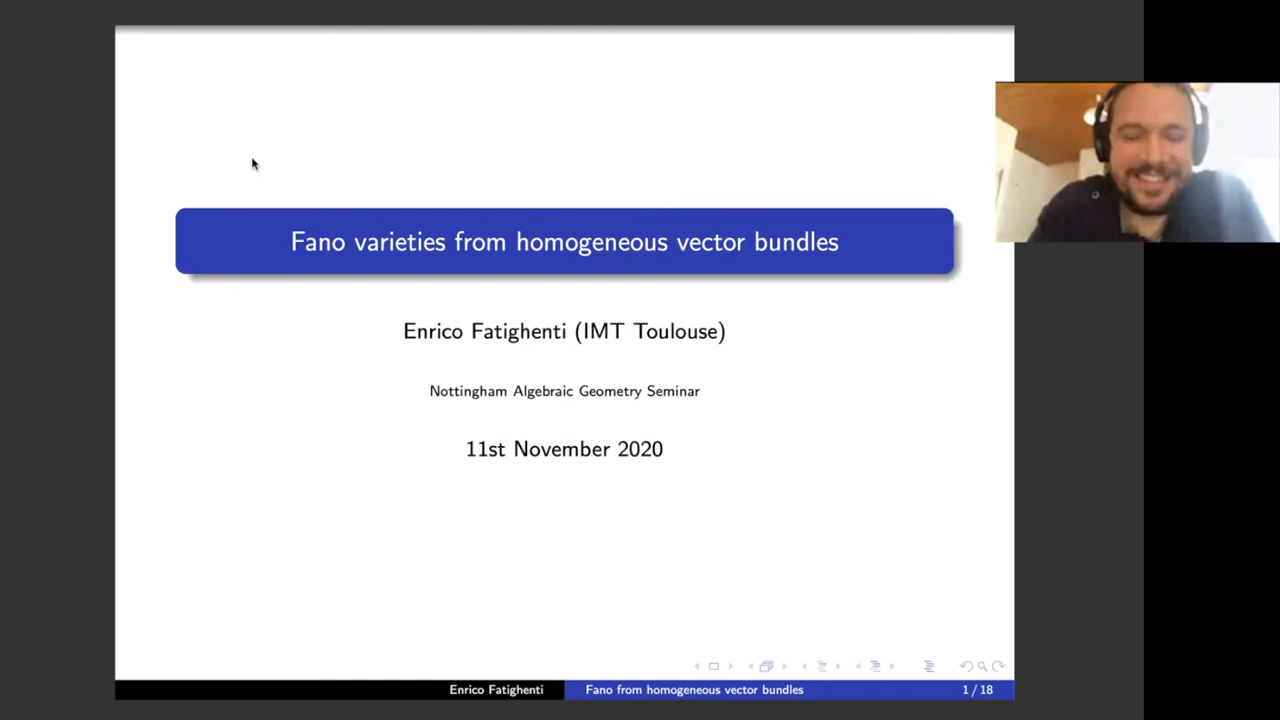 Fano varieties from homogeneous vector bundles
Enrico Fatighenti (IMT Toulouse)
Nottingham Algebraic Geometry Seminar
11st November 2020
Enrico Fatighenti
Fano from homogeneous vector bundles
1 / 18